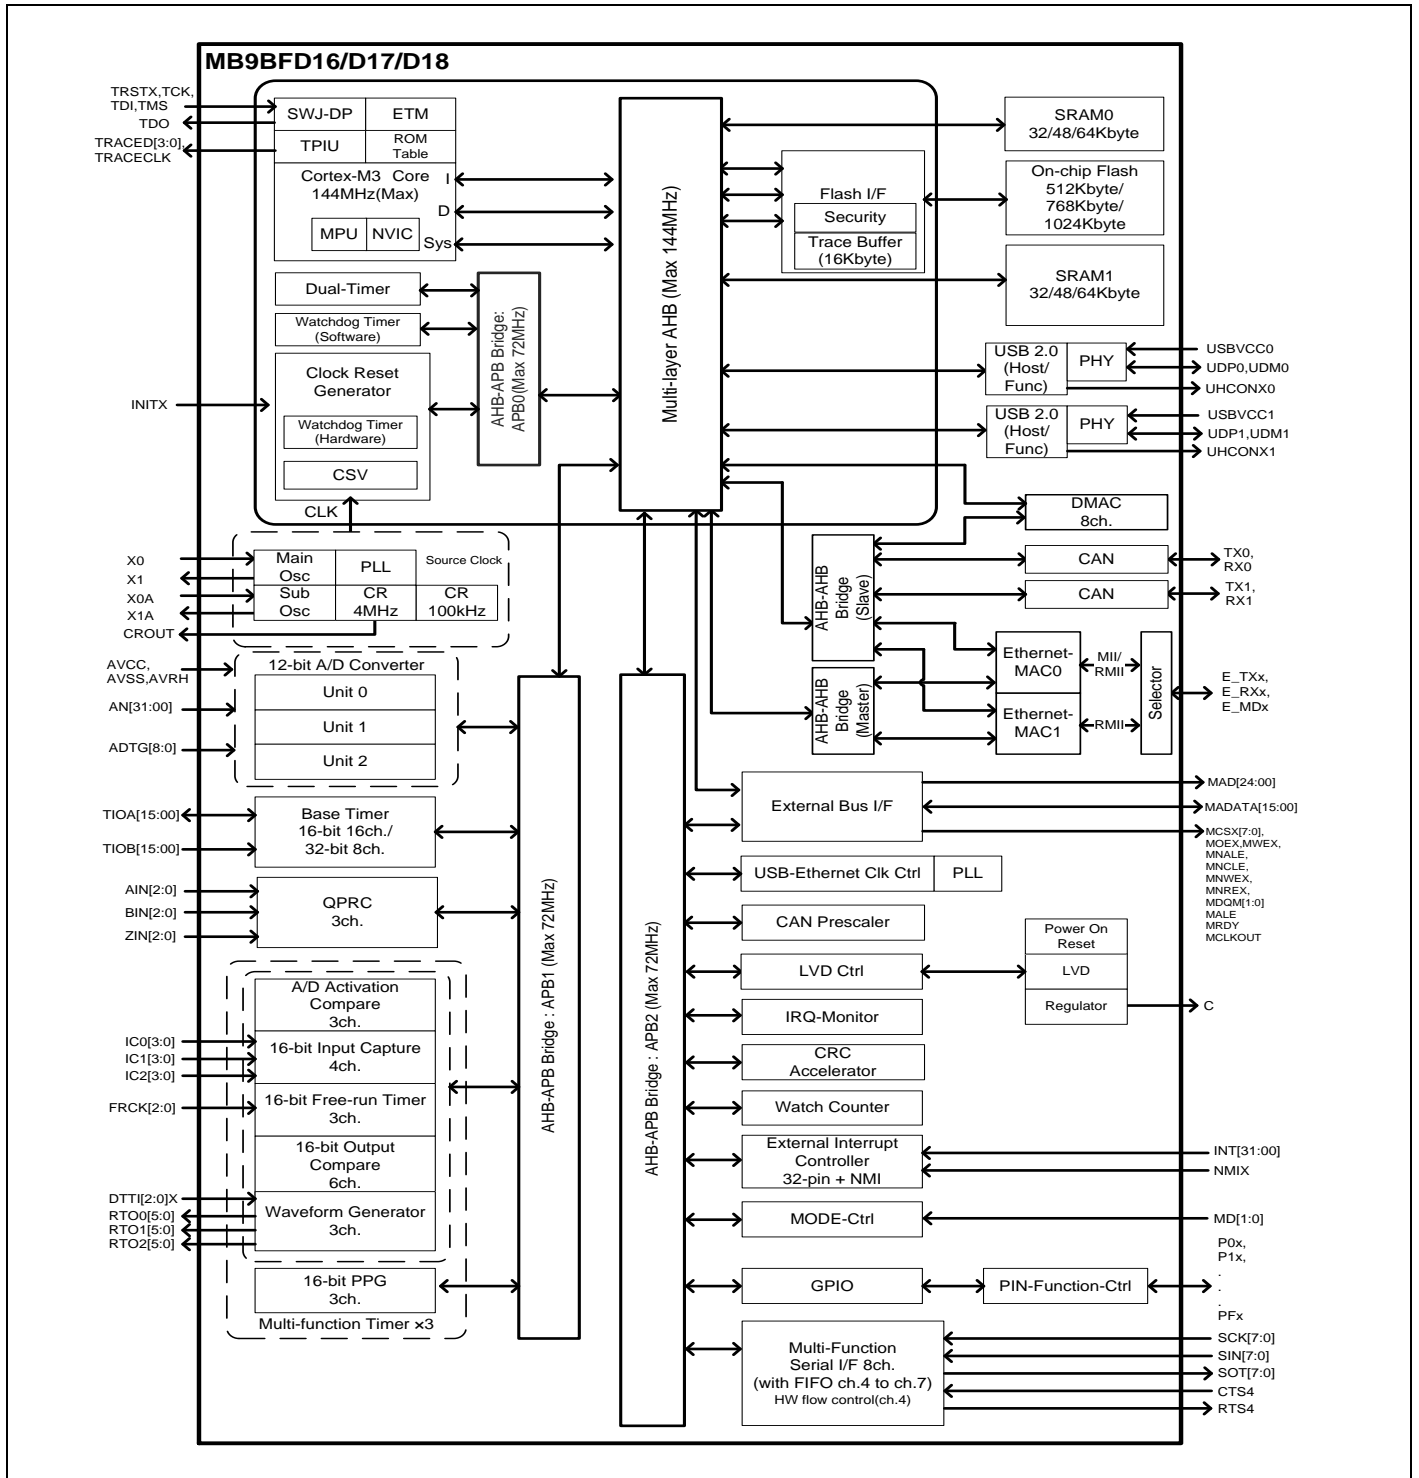 MB9BFD16/D17/D18
TRSTX,TCK,
TDI,TMS
TDO
TRACED[3:0],
TRACECLK
SWJ-DP
ETM
TPIU
ROM
Table
Cortex-M3 Core
144MHz(Max)
I
D
Sys
MPU
NVIC
Dual-Timer
Watchdog Timer
(Software)
Clock Reset
Generator
Watchdog Timer
(Hardware)
CSV
INITX
CLK
AHB-APB Bridge:
APB0(Max 72MHz)
Multi-layer AHB (Max 144MHz)
Flash I/F
Security
Trace Buffer
(16Kbyte)
SRAM0
32/48/64Kbyte
On-chip Flash
512Kbyte/
768Kbyte/
1024Kbyte
SRAM1
32/48/64Kbyte
USB 2.0
(Host/
Func)
PHY
USBVCC0
UDP0,UDM0
UHCONX0
USB 2.0
(Host/
Func)
PHY
USBVCC1
UDP1,UDM1
UHCONX1
DMAC
8ch.
CAN
TX0,
RX0
CAN
TX1,
RX1
AHB-AHB
Bridge
(Slave)
AHB-AHB
Bridge
(Master)
Ethernet-
MAC0
Ethernet-
MAC1
MII/
RMII
RMII
Selector
E_TXx,
E_RXx,
E_MDx
X0
X1
X0A
X1A
CROUT
Main
Osc
PLL
Source Clock
Sub
Osc
CR
4MHz
CR
100kHz
AVCC,
AVSS,AVRH
AN[31:00]
ADTG[8:0]
12-bit A/D Converter
Unit 0
Unit 1
Unit 2
TIOA[15:00]
TIOB[15:00]
Base Timer
16-bit 16ch./
32-bit 8ch.
AIN[2:0]
BIN[2:0]
ZIN[2:0]
QPRC
3ch.
A/D Activation
Compare
3ch.
IC0[3:0]
IC1[3:0]
IC2[3:0]
16-bit Input Capture
4ch.
FRCK[2:0]
16-bit Free-run Timer
3ch.
16-bit Output
Compare
6ch.
DTTI[2:0]X
RTO0[5:0]
RTO1[5:0]
RTO2[5:0]
Waveform Generator
3ch.
16-bit PPG
3ch.
Multi-function Timer ×3
AHB-APB Bridge : APB1 (Max 72MHz)
AHB-APB Bridge : APB2 (Max 72MHz)
External Bus I/F
MAD[24:00]
MADATA[15:00]
MCSX[7:0],
MOEX,MWEX,
MNALE,
MNCLE,
MNWEX,
MNREX,
MDQM[1:0]
MALE
MRDY
MCLKOUT
USB-Ethernet Clk Ctrl
PLL
CAN Prescaler
LVD Ctrl
Power On
Reset
LVD
Regulator
C
IRQ-Monitor
CRC
Accelerator
Watch Counter
External Interrupt
Controller
32-pin + NMI
INT[31:00]
NMIX
MODE-Ctrl
MD[1:0]
GPIO
PIN-Function-Ctrl
P0x,
P1x,
.
.
.
PFx
Multi-Function
Serial I/F 8ch.
(with FIFO ch.4 to ch.7)
HW flow control(ch.4)
SCK[7:0]
SIN[7:0]
SOT[7:0]
CTS4
RTS4